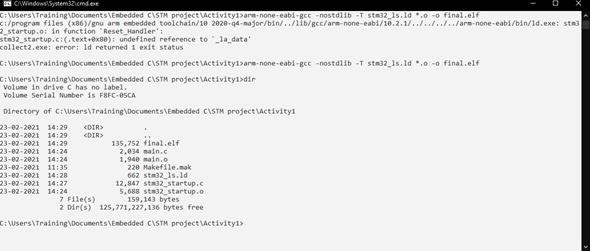 C:\Windows\System32\cmd.exe
C:\Users\Training\Documents\Embedded C\STM project\Activity1>arm-none-eabi-gcc -nostdlib -T stm32_ls.ld *.o -o final.elf
c:/program files (x86)/gnu arm embedded toolchain/10 2020-q4-major/bin/../lib/gcc/arm-none-eabi/10.2.1/../../../../arm-none-eabi/bin/ld.exe: stm3
2_startup.o: in function `Reset_Handler':
stm32_startup.c:(.text+0x80): undefined reference to `_la_data'
collect2.exe: error: ld returned 1 exit status
C:\Users\Training\Documents\Embedded C\STM project\Activity1>arm-none-eabi-gcc -nostdlib -T stm32_ls.ld *.o -o final.elf
C:\Users\Training\Documents\Embedded C\STM project\Activity1>dir
Volume in drive C has no label.
Volume Serial Number is F8FC-05CA
Directory of C:\Users\Training\Documents\Embedded C\STM project\Activity1
23-02-2021 14:29 <DIR> .
23-02-2021 14:29 <DIR> ..
23-02-2021 14:29 135,752 final.elf
23-02-2021 14:24 2,034 main.c
23-02-2021 14:24 1,940 main.o
23-02-2021 11:35 220 Makefile.mak
23-02-2021 14:28 662 stm32_ls.ld
23-02-2021 14:27 12,847 stm32_startup.c
23-02-2021 14:24 5,688 stm32_startup.o
7 File(s) 159,143 bytes
2 Dir(s) 125,771,227,136 bytes free
C:\Users\Training\Documents\Embedded C\STM project\Activity1>